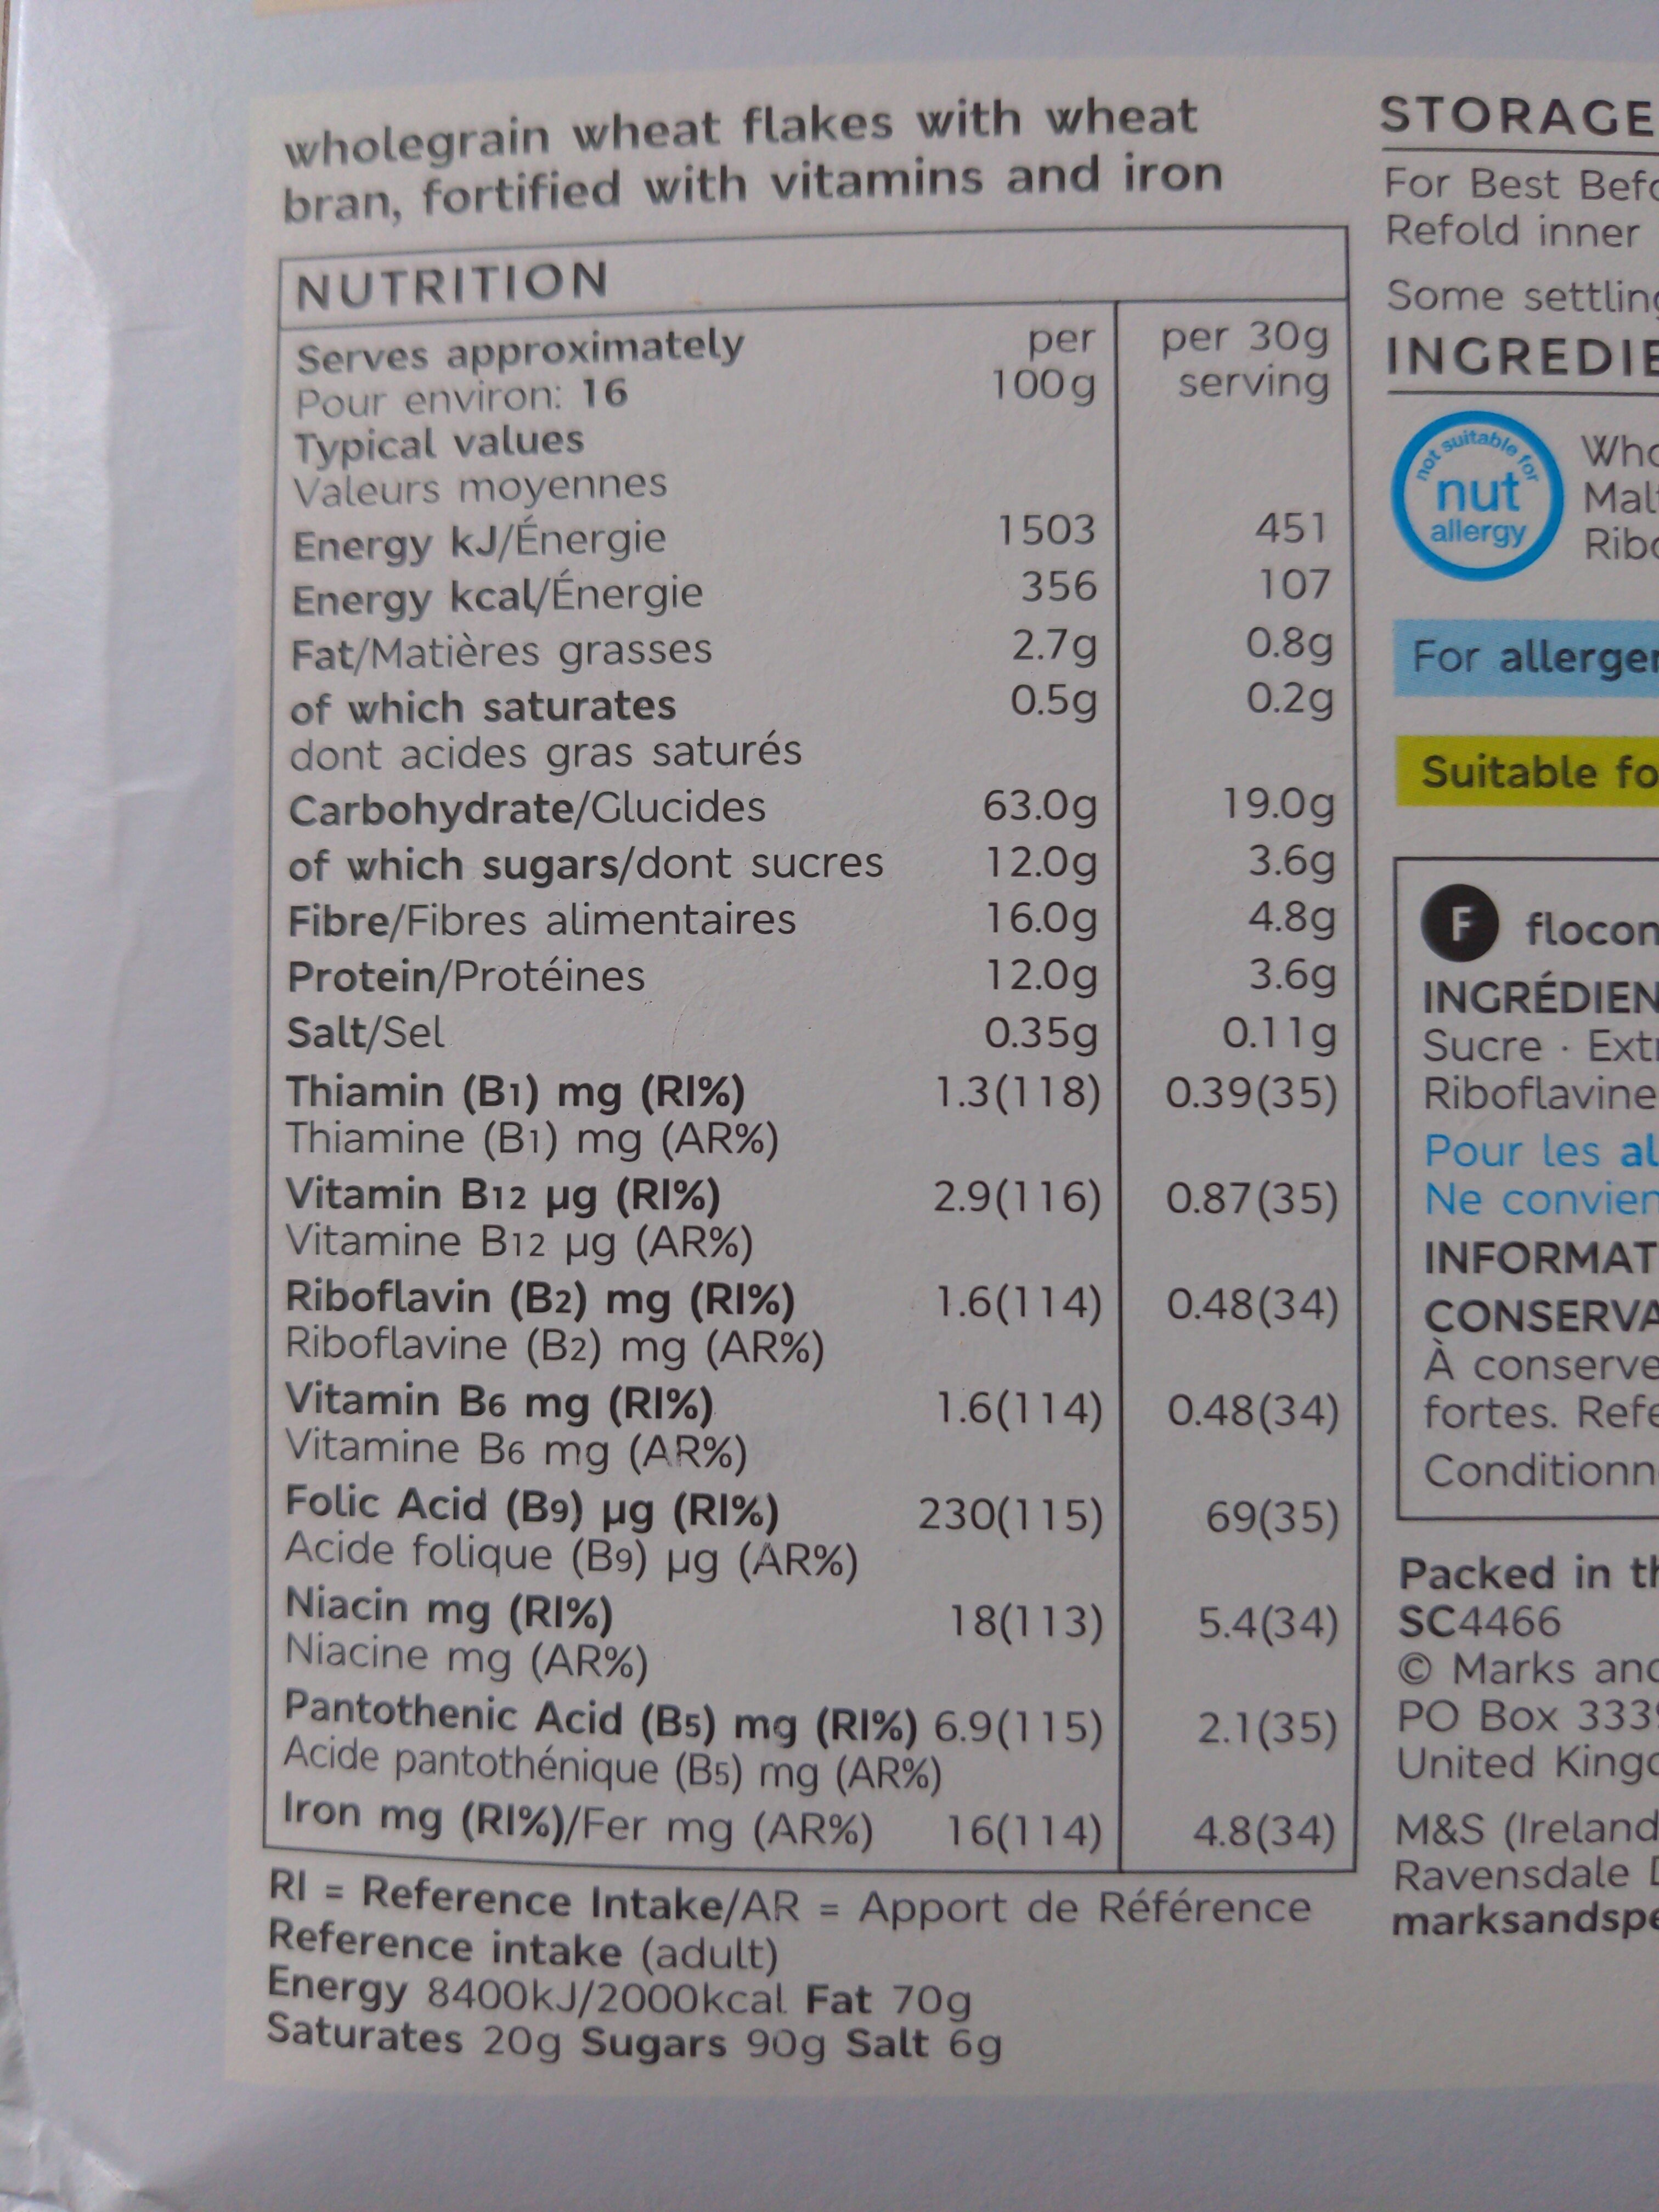 wholegrain wheat flakes with wheat
bran, fortified with vitamins and iron
NUTRITION
Serves approximately per per 30g
Pour environ: 16 100g serving
Typical values
Valeurs moyennes
Energy kJ/Énergie 1503 451
Energy kcal/Énergie 356 107
Fat/Matières grasses 2.7g 0.8g
of which saturates 0.5g 0.2g
dont acides gras saturés
Carbohydrate/Glucides 63.0g 19.0g
of which sugars/dont sucres 12.0g 3.6g
Fibre/Fibres alimentaires 16.0g 4.8g
Protein/Protéines 12.0g 3.6g
Salt/Sel 0.35g 0.11g
Thiamin (B1) mg (RI%) 1.3(118) 0.39(35)
Thiamine (B1) mg (AR%)
Vitamin B12 µg (RI%) 2.9(116) 0.87(35)
Vitamine B12 µg (AR%)
Riboflavin (B2) mg (RI%) 1.6(114) 0.48(34)
Riboflavine (B2) mg (AR%)
Vitamin B6 mg (RI%) 1.6(114) 0.48(34)
Vitamine B6 mg (AR%)
Folic Acid (B9) µg (RI%) 230(115) 69(35)
Acide folique (B9) µg (AR%)
Niacin mg (RI%) 18(113) 5.4(34)
Niacine mg (AR%)
Pantothenic Acid (B5) mg (RI%) 6.9(115) 2.1(35)
Acide pantothénique (B5) mg (AR%)
Iron mg (RI%)/Fer mg (AR%) 16(114) 4.8(34)
RI = Reference Intake/AR = Apport de Référence
Reference intake (adult)
Energy 8400kJ/2000kcal Fat 70g
Saturates 20g Sugars 90g Salt 6g
STORAGE
For Best
Refold inner
Some
not suitable for
nut
allergy
For
Suitable
F
Sucre ·
Riboflavine
Pour les
Ne
À
fortes.
Packed in
SC4466
© Marks
PO Box
United
M&S (Ireland
Ravensdale